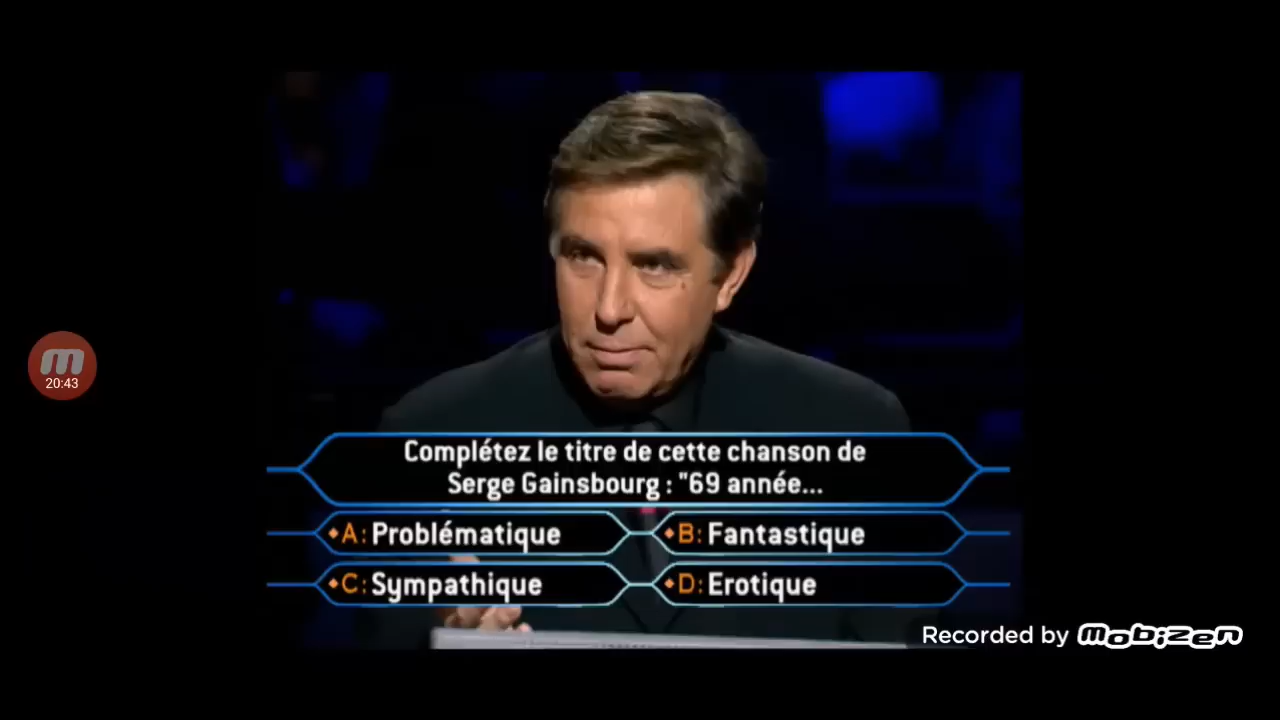 Complétez le titre de cette chanson de
Serge Gainsbourg : "69 année...
A: Problématique
B: Fantastique
C: Sympathique
D: Erotique
20:43
Recorded by mobizen